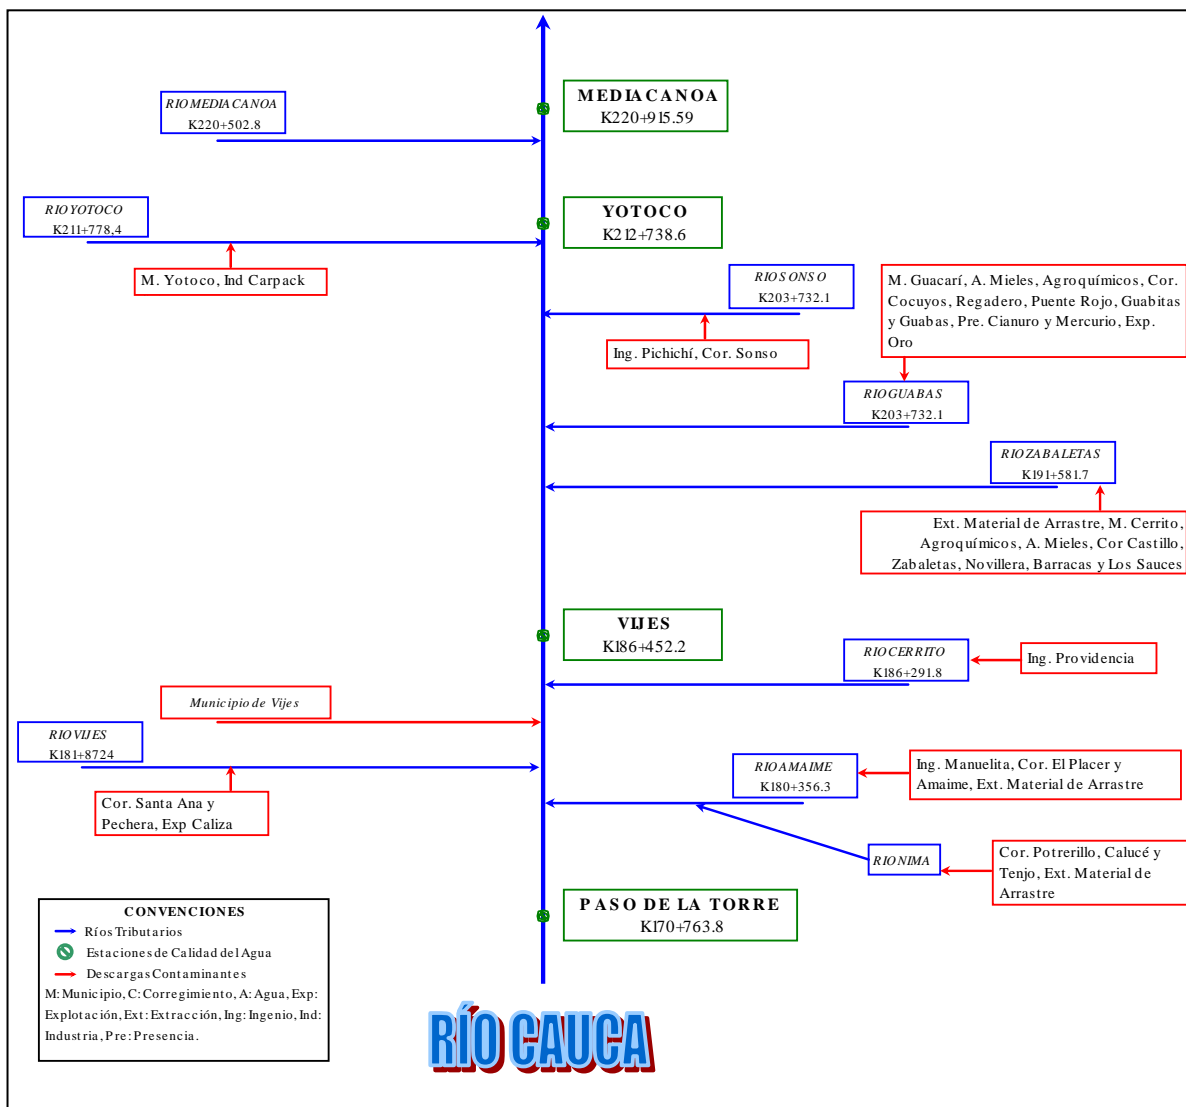 MEDIACANOA
K220+915.59
RIO MEDIACANOA
K220+502.8
YOTOCO
K212+738.6
RIO YOTOCO
K211+778,4
M. Yotoco, Ind Carpack
RIO SONSO
K203+732.1
Ing. Pichichí, Cor. Sonso
M. Guacarí, A. Mieles, Agroquímicos, Cor.
Cocuyos, Regadero, Puente Rojo, Guabitas
y Guabas, Pre. Cianuro y Mercurio, Exp.
Oro
RIO GUABAS
K203+732.1
RIO ZABALETAS
K191+581.7
Ext. Material de Arrastre, M. Cerrito,
Agroquímicos, A. Mieles, Cor Castillo,
Zabaletas, Novillera, Barracas y Los Sauces
VIJES
K186+452.2
RIO CERRITO
K186+291.8
Ing. Providencia
Municipio de Vijes
RIO VIJES
K181+8724
Cor. Santa Ana y
Pechera, Exp Caliza
RIO AMAIME
K180+356.3
Ing. Manuelita, Cor. El Placer y
Amaime, Ext. Material de Arrastre
RIO NIMA
Cor. Potrerillo, Calucé y
Tenjo, Ext. Material de
Arrastre
PASO DE LA TORRE
K170+763.8
CONVENCIONES
Ríos Tributarios
Estaciones de Calidad del Agua
Descargas Contaminantes
M: Municipio, C: Corregimiento, A: Agua, Exp:
Explotación, Ext: Extracción, Ing: Ingenio, Ind:
Industria, Pre: Presencia.
RÍO CAUCA